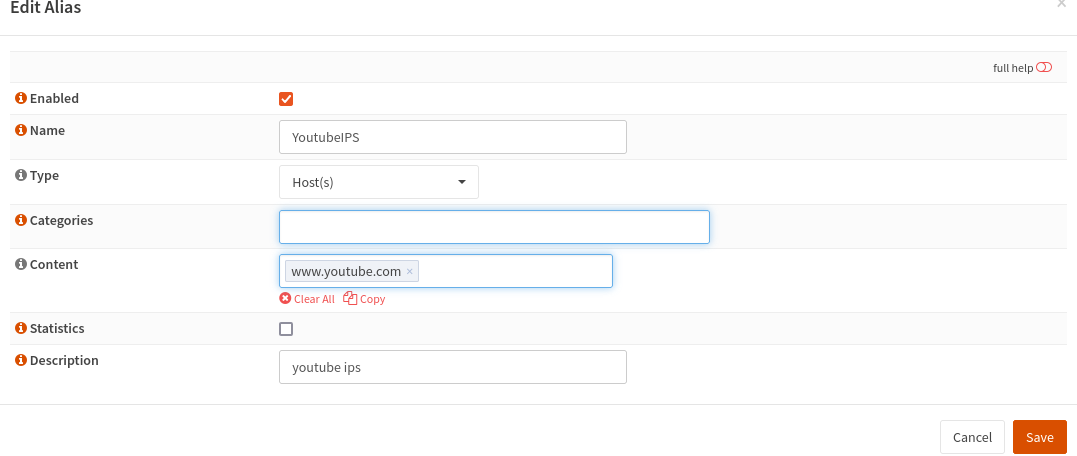 Edit Alias ×
full help
Enabled
Name YoutubeIPS
Type Host(s)
Categories
Content www.youtube.com ×
Clear All Copy
Statistics
Description youtube ips
Cancel Save